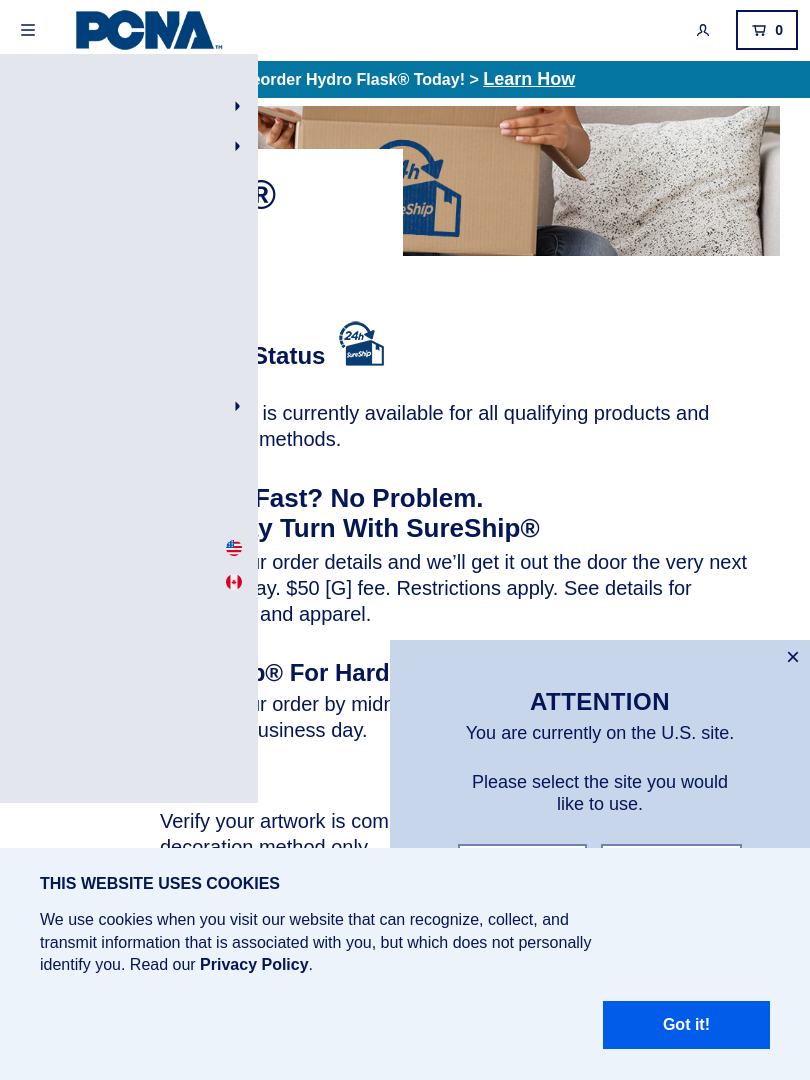 PCNA™
0
eorder Hydro Flask® Today! > Learn How
4h
eShip
®
Status
24h
SureShip
is currently available for all qualifying products and
methods.
Fast? No Problem.
y Turn With SureShip®
ur order details and we’ll get it out the door the very next
ay. $50 [G] fee. Restrictions apply. See details for
and apparel.
p® For Hard
ur order by midn
usiness day.
ATTENTION
You are currently on the U.S. site.
Please select the site you would
like to use.
Verify your artwork is com
decoration method only.
THIS WEBSITE USES COOKIES
We use cookies when you visit our website that can recognize, collect, and
transmit information that is associated with you, but which does not personally
identify you. Read our Privacy Policy.
Got it!